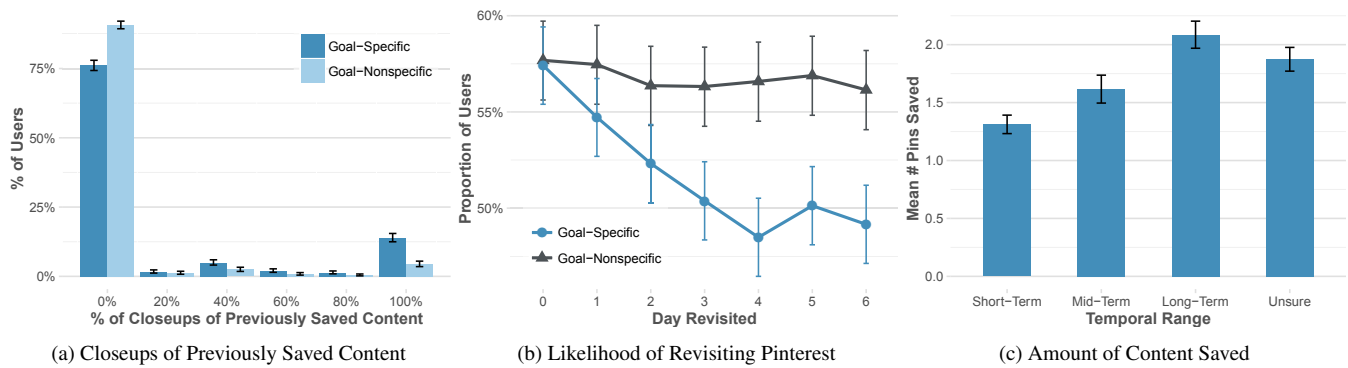 75%
50%
25%
0%
% of Users
Goal−Specific
Goal−Nonspecific
0% 20% 40% 60% 80% 100%
% of Closeups of Previously Saved Content
(a) Closeups of Previously Saved Content
60%
55%
50%
Proportion of Users
Goal−Specific
Goal−Nonspecific
0 1 2 3 4 5 6
Day Revisited
(b) Likelihood of Revisiting Pinterest
2.0
1.5
1.0
0.5
0.0
Mean # Pins Saved
Short−Term Mid−Term Long−Term Unsure
Temporal Range
(c) Amount of Content Saved